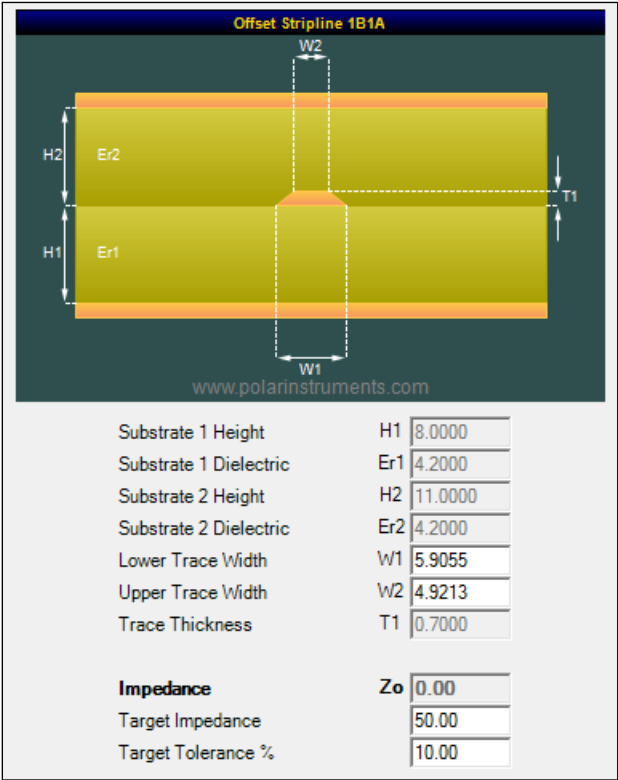 Offset Stripline 1B1A
W2
H2 Er2
T1
H1 Er1
W1
www.polarinstruments.com
Substrate 1 Height H1 8.0000
Substrate 1 Dielectric Er1 4.2000
Substrate 2 Height H2 11.0000
Substrate 2 Dielectric Er2 4.2000
Lower Trace Width W1 5.9055
Upper Trace Width W2 4.9213
Trace Thickness T1 0.7000
Impedance Zo 0.00
Target Impedance 50.00
Target Tolerance % 10.00